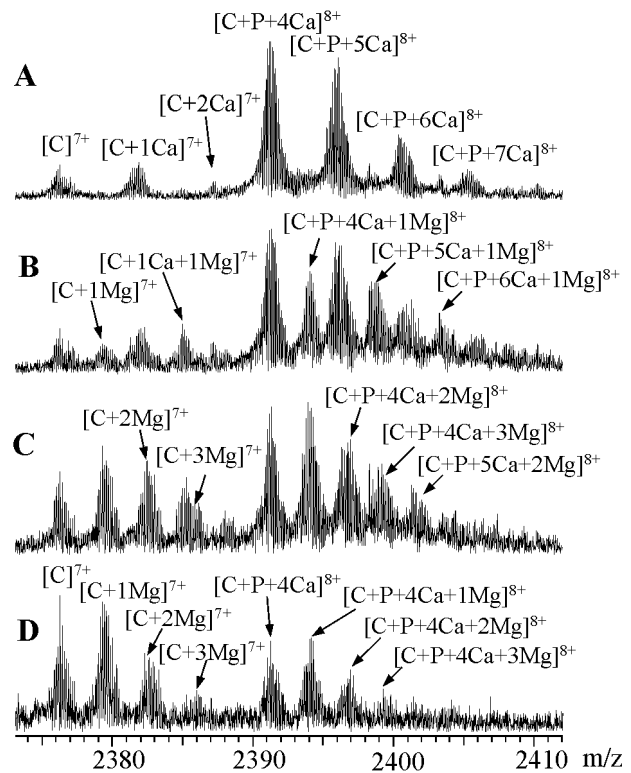 [C+P+4Ca]⁸⁺
[C+P+5Ca]⁸⁺
A
[C+2Ca]⁷⁺
[C]⁷⁺
[C+1Ca]⁷⁺
[C+P+6Ca]⁸⁺
[C+P+7Ca]⁸⁺
[C+P+4Ca+1Mg]⁸⁺
B
[C+1Ca+1Mg]⁷⁺
[C+P+5Ca+1Mg]⁸⁺
[C+1Mg]⁷⁺
[C+P+6Ca+1Mg]⁸⁺
[C+P+4Ca+2Mg]⁸⁺
C
[C+2Mg]⁷⁺
[C+P+4Ca+3Mg]⁸⁺
[C+3Mg]⁷⁺
[C+P+5Ca+2Mg]⁸⁺
[C]⁷⁺
[C+1Mg]⁷⁺
[C+P+4Ca]⁸⁺
[C+P+4Ca+1Mg]⁸⁺
D
[C+2Mg]⁷⁺
[C+P+4Ca+2Mg]⁸⁺
[C+3Mg]⁷⁺
[C+P+4Ca+3Mg]⁸⁺
2380 2390 2400 2410 m/z